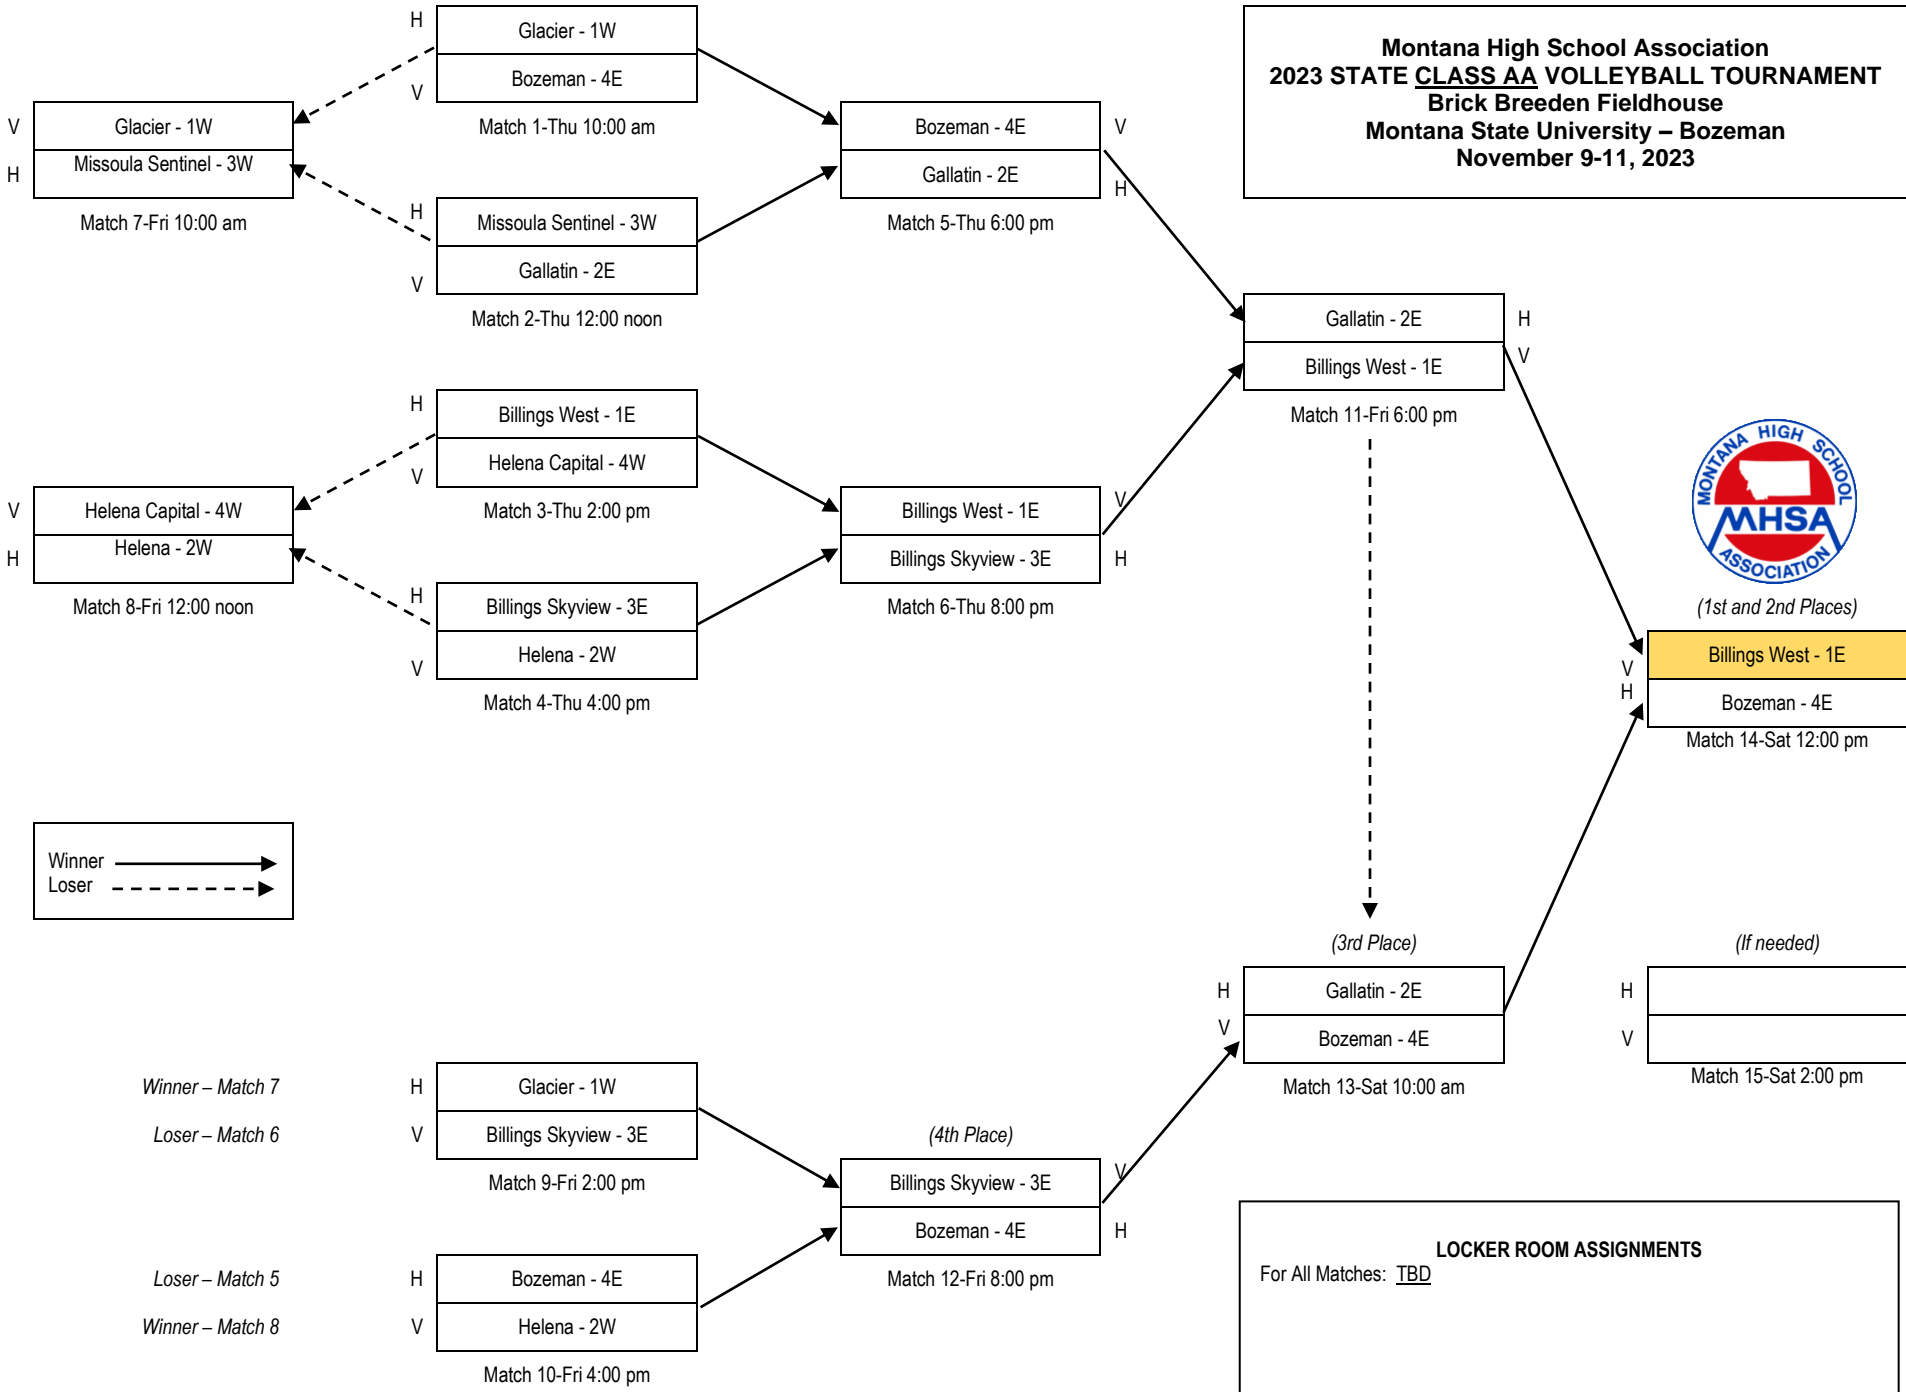 Montana High School Association
2023 STATE CLASS AA VOLLEYBALL TOURNAMENT
Brick Breeden Fieldhouse
Montana State University – Bozeman
November 9-11, 2023
H
Glacier - 1W
V
Bozeman - 4E
Match 1-Thu 10:00 am
V
Glacier - 1W
H
Missoula Sentinel - 3W
Match 7-Fri 10:00 am
H
Missoula Sentinel - 3W
V
Gallatin - 2E
Match 2-Thu 12:00 noon
Bozeman - 4E
V
Gallatin - 2E
H
Match 5-Thu 6:00 pm
Gallatin - 2E
H
Billings West - 1E
V
Match 11-Fri 6:00 pm
H
Billings West - 1E
V
Helena Capital - 4W
Match 3-Thu 2:00 pm
V
Helena Capital - 4W
H
Helena - 2W
Match 8-Fri 12:00 noon
Billings West - 1E
V
Billings Skyview - 3E
H
Match 6-Thu 8:00 pm
H
Billings Skyview - 3E
V
Helena - 2W
Match 4-Thu 4:00 pm
MONTANA HIGH SCHOOL
MHSA
ASSOCIATION
(1st and 2nd Places)
V
Billings West - 1E
H
Bozeman - 4E
Match 14-Sat 12:00 pm
Winner
Loser
(3rd Place)
H
Gallatin - 2E
V
Bozeman - 4E
Match 13-Sat 10:00 am
(If needed)
H
V
Match 15-Sat 2:00 pm
Winner – Match 7
H
Glacier - 1W
Loser – Match 6
V
Billings Skyview - 3E
Match 9-Fri 2:00 pm
(4th Place)
Billings Skyview - 3E
V
Bozeman - 4E
H
Match 12-Fri 8:00 pm
Loser – Match 5
H
Bozeman - 4E
Winner – Match 8
V
Helena - 2W
Match 10-Fri 4:00 pm
LOCKER ROOM ASSIGNMENTS
For All Matches: TBD